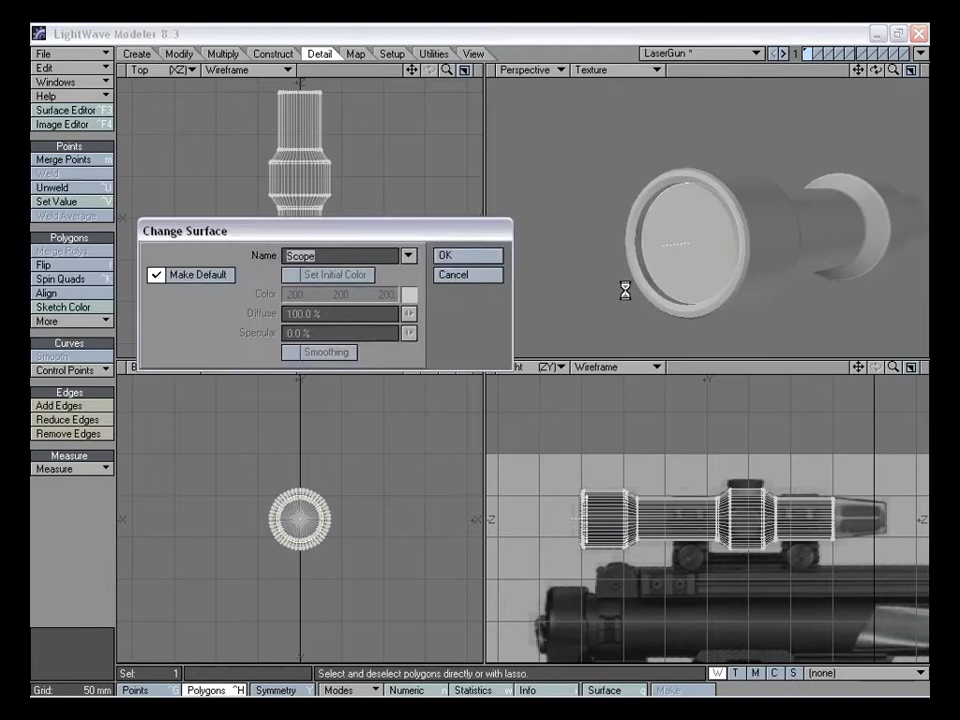 LightWave Modeler 8.3
File Create Modify Multiply Construct Detail Map Setup Utilities View LaserGun * 1
Edit Top (XZ) Wireframe Perspective Texture
Windows
Help
Surface Editor ^F3
Image Editor ^F4
Points
Merge Points m
Weld
Unweld ^U
Set Value ^V
Weld Average
Polygons
Merge Polys
Flip f
Spin Quads ^K
Align
Sketch Color
More
Curves
Smooth
Control Points
Edges
Add Edges
Reduce Edges
Remove Edges
Measure
Measure
Change Surface
Name Scope OK
Make Default Set Initial Color Cancel
Color 200 200 200
Diffuse 100.0 %
Specular 0.0 %
Smoothing
(ZY) Wireframe
Sel: 1 Select and deselect polygons directly or with lasso. W T M C S (none)
Grid: 50 mm Points ^G Polygons ^H Symmetry Y Modes Numeric n Statistics w Info i Surface q Make